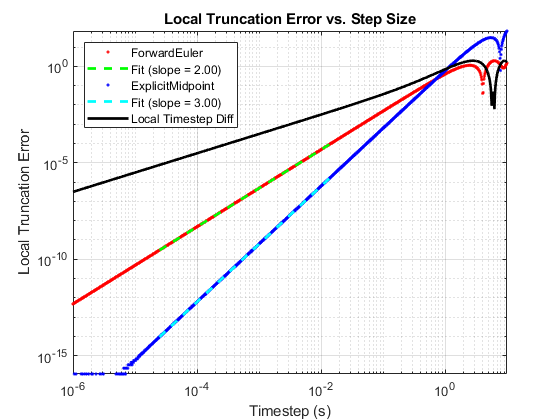 Local Truncation Error vs. Step Size
ForwardEuler
Fit (slope = 2.00)
ExplicitMidpoint
Fit (slope = 3.00)
Local Timestep Diff
Local Truncation Error
10^0
10^-5
10^-10
10^-15
10^-6
10^-4
10^-2
10^0
Timestep (s)